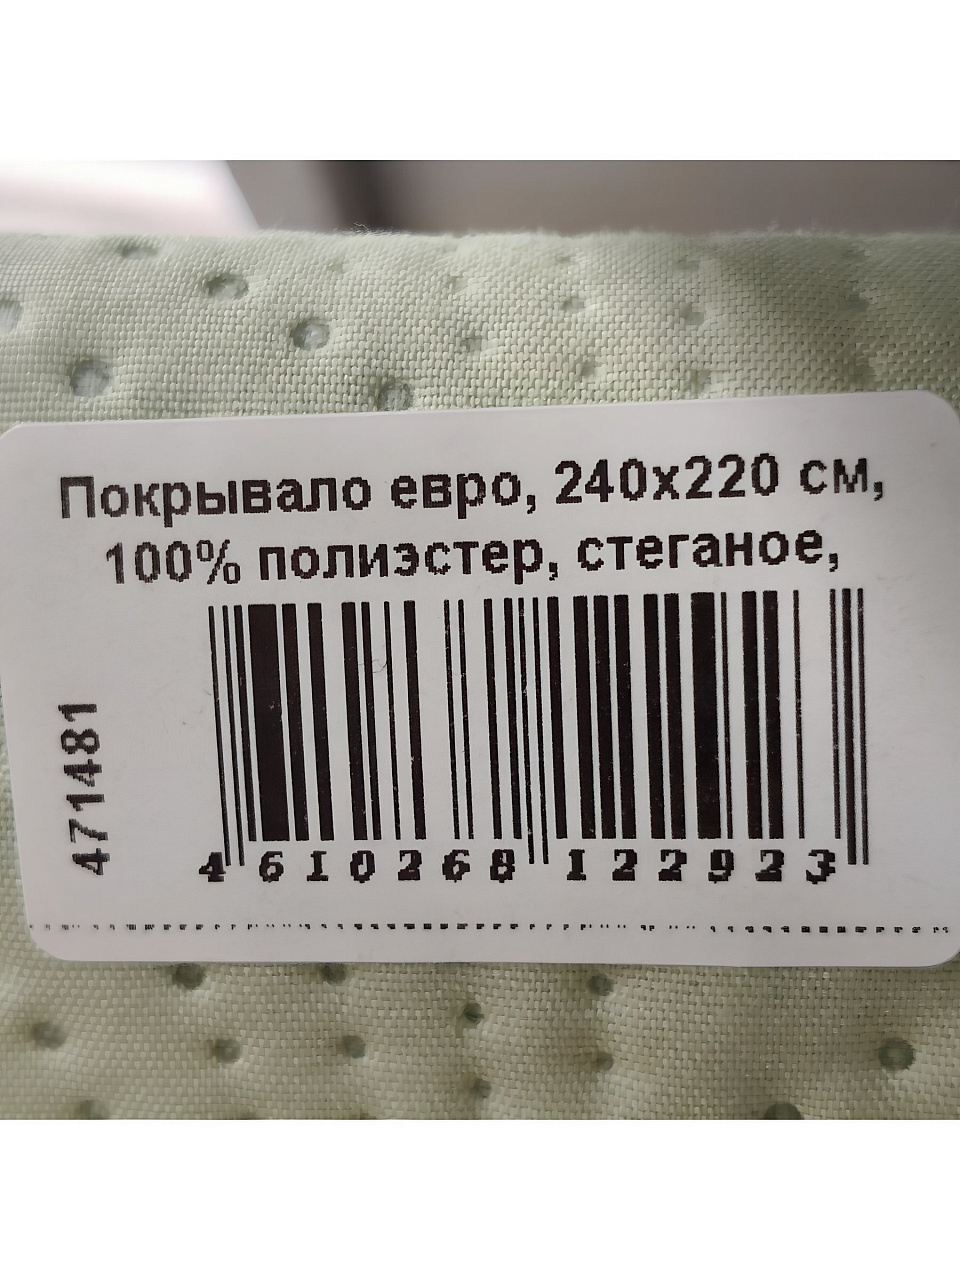 Покрывало евро, 240х220 см,
100% полиэстер, стеганое,
471481
4 610268 122923